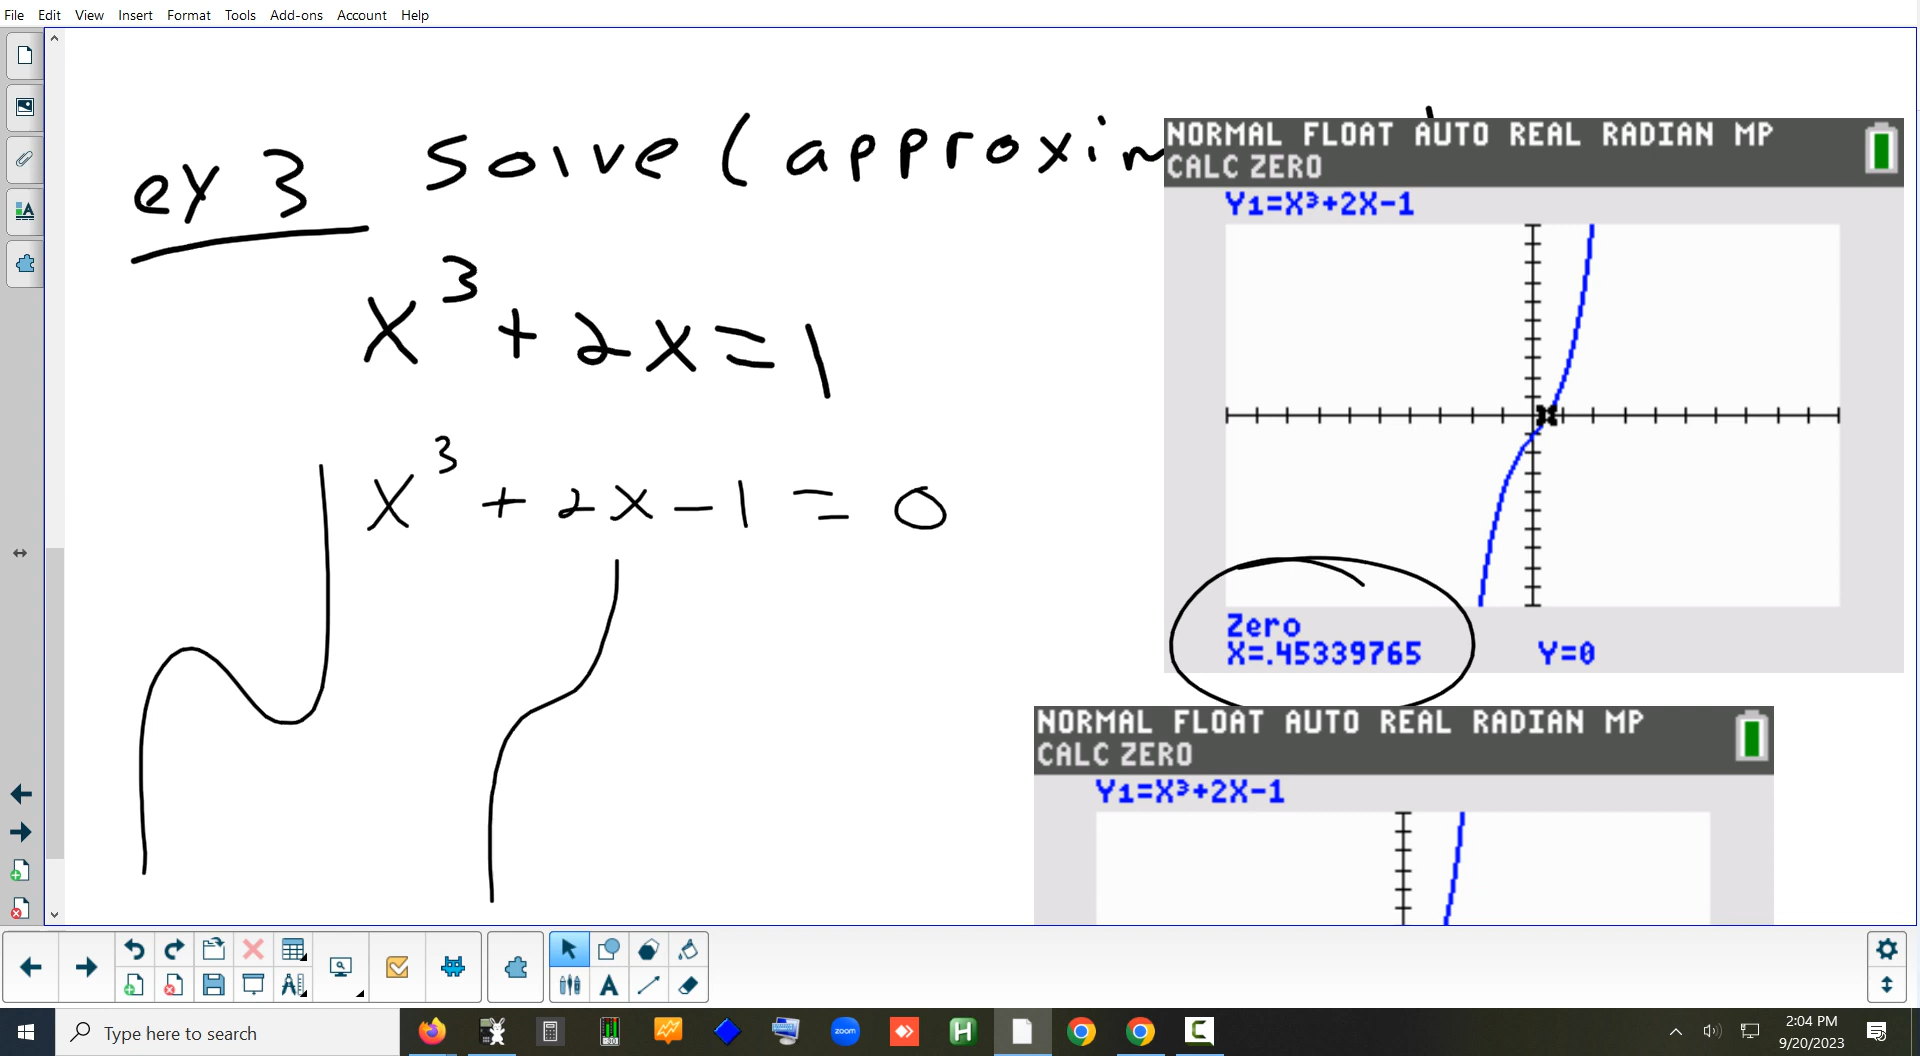 File Edit View Insert Format Tools Add-ons Account Help
ex 3 solve (approxim
x³ + 2x = 1
x³ + 2x - 1 = 0
NORMAL FLOAT AUTO REAL RADIAN MP
CALC ZERO
Y1=X³+2X-1
Zero
X=.45339765 Y=0
NORMAL FLOAT AUTO REAL RADIAN MP
CALC ZERO
Y1=X³+2X-1
Type here to search
zoom
2:04 PM
9/20/2023